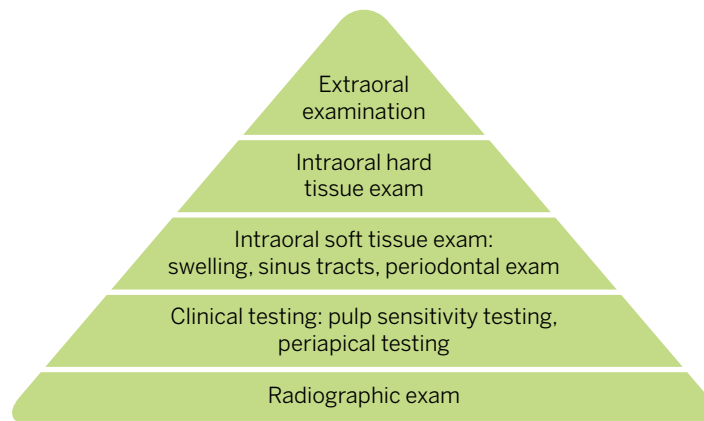 Extraoral
examination
Intraoral hard
tissue exam
Intraoral soft tissue exam:
swelling, sinus tracts, periodontal exam
Clinical testing: pulp sensitivity testing,
periapical testing
Radiographic exam